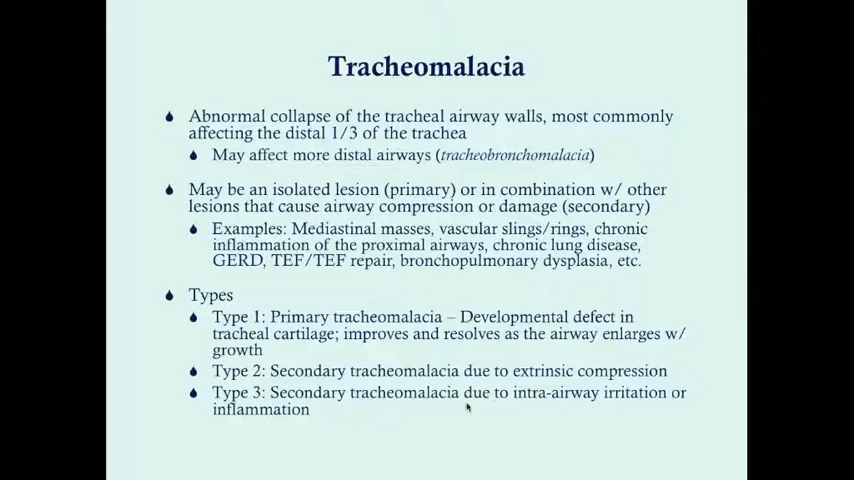 Tracheomalacia
Abnormal collapse of the tracheal airway walls, most commonly
affecting the distal 1/3 of the trachea
May affect more distal airways (tracheobronchomalacia)
May be an isolated lesion (primary) or in combination w/ other
lesions that cause airway compression or damage (secondary)
Examples: Mediastinal masses, vascular slings/rings, chronic
inflammation of the proximal airways, chronic lung disease,
GERD, TEF/TEF repair, bronchopulmonary dysplasia, etc.
Types
Type 1: Primary tracheomalacia – Developmental defect in
tracheal cartilage; improves and resolves as the airway enlarges w/
growth
Type 2: Secondary tracheomalacia due to extrinsic compression
Type 3: Secondary tracheomalacia due to intra-airway irritation or
inflammation